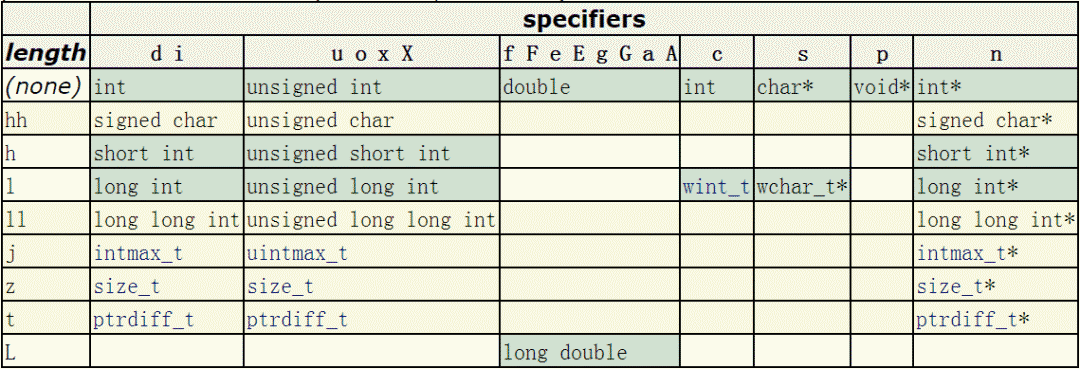 specifiers
length d i u o x X f F e E g G a A c s p n
(none) int unsigned int double int char* void* int*
hh signed char unsigned char signed char*
h short int unsigned short int short int*
l long int unsigned long int wint_t wchar_t* long int*
ll long long int unsigned long long int long long int*
j intmax_t uintmax_t intmax_t*
z size_t size_t size_t*
t ptrdiff_t ptrdiff_t ptrdiff_t*
L long double